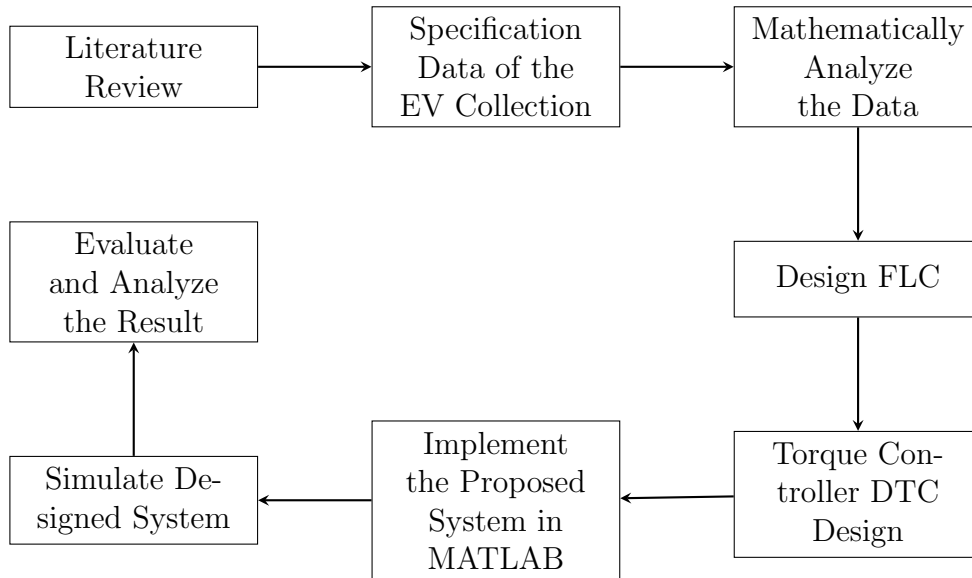 Literature
Review
Specification
Data of the
EV Collection
Mathematically
Analyze
the Data
Design FLC
Torque Con-
troller DTC
Design
Implement
the Proposed
System in
MATLAB
Simulate De-
signed System
Evaluate
and Analyze
the Result